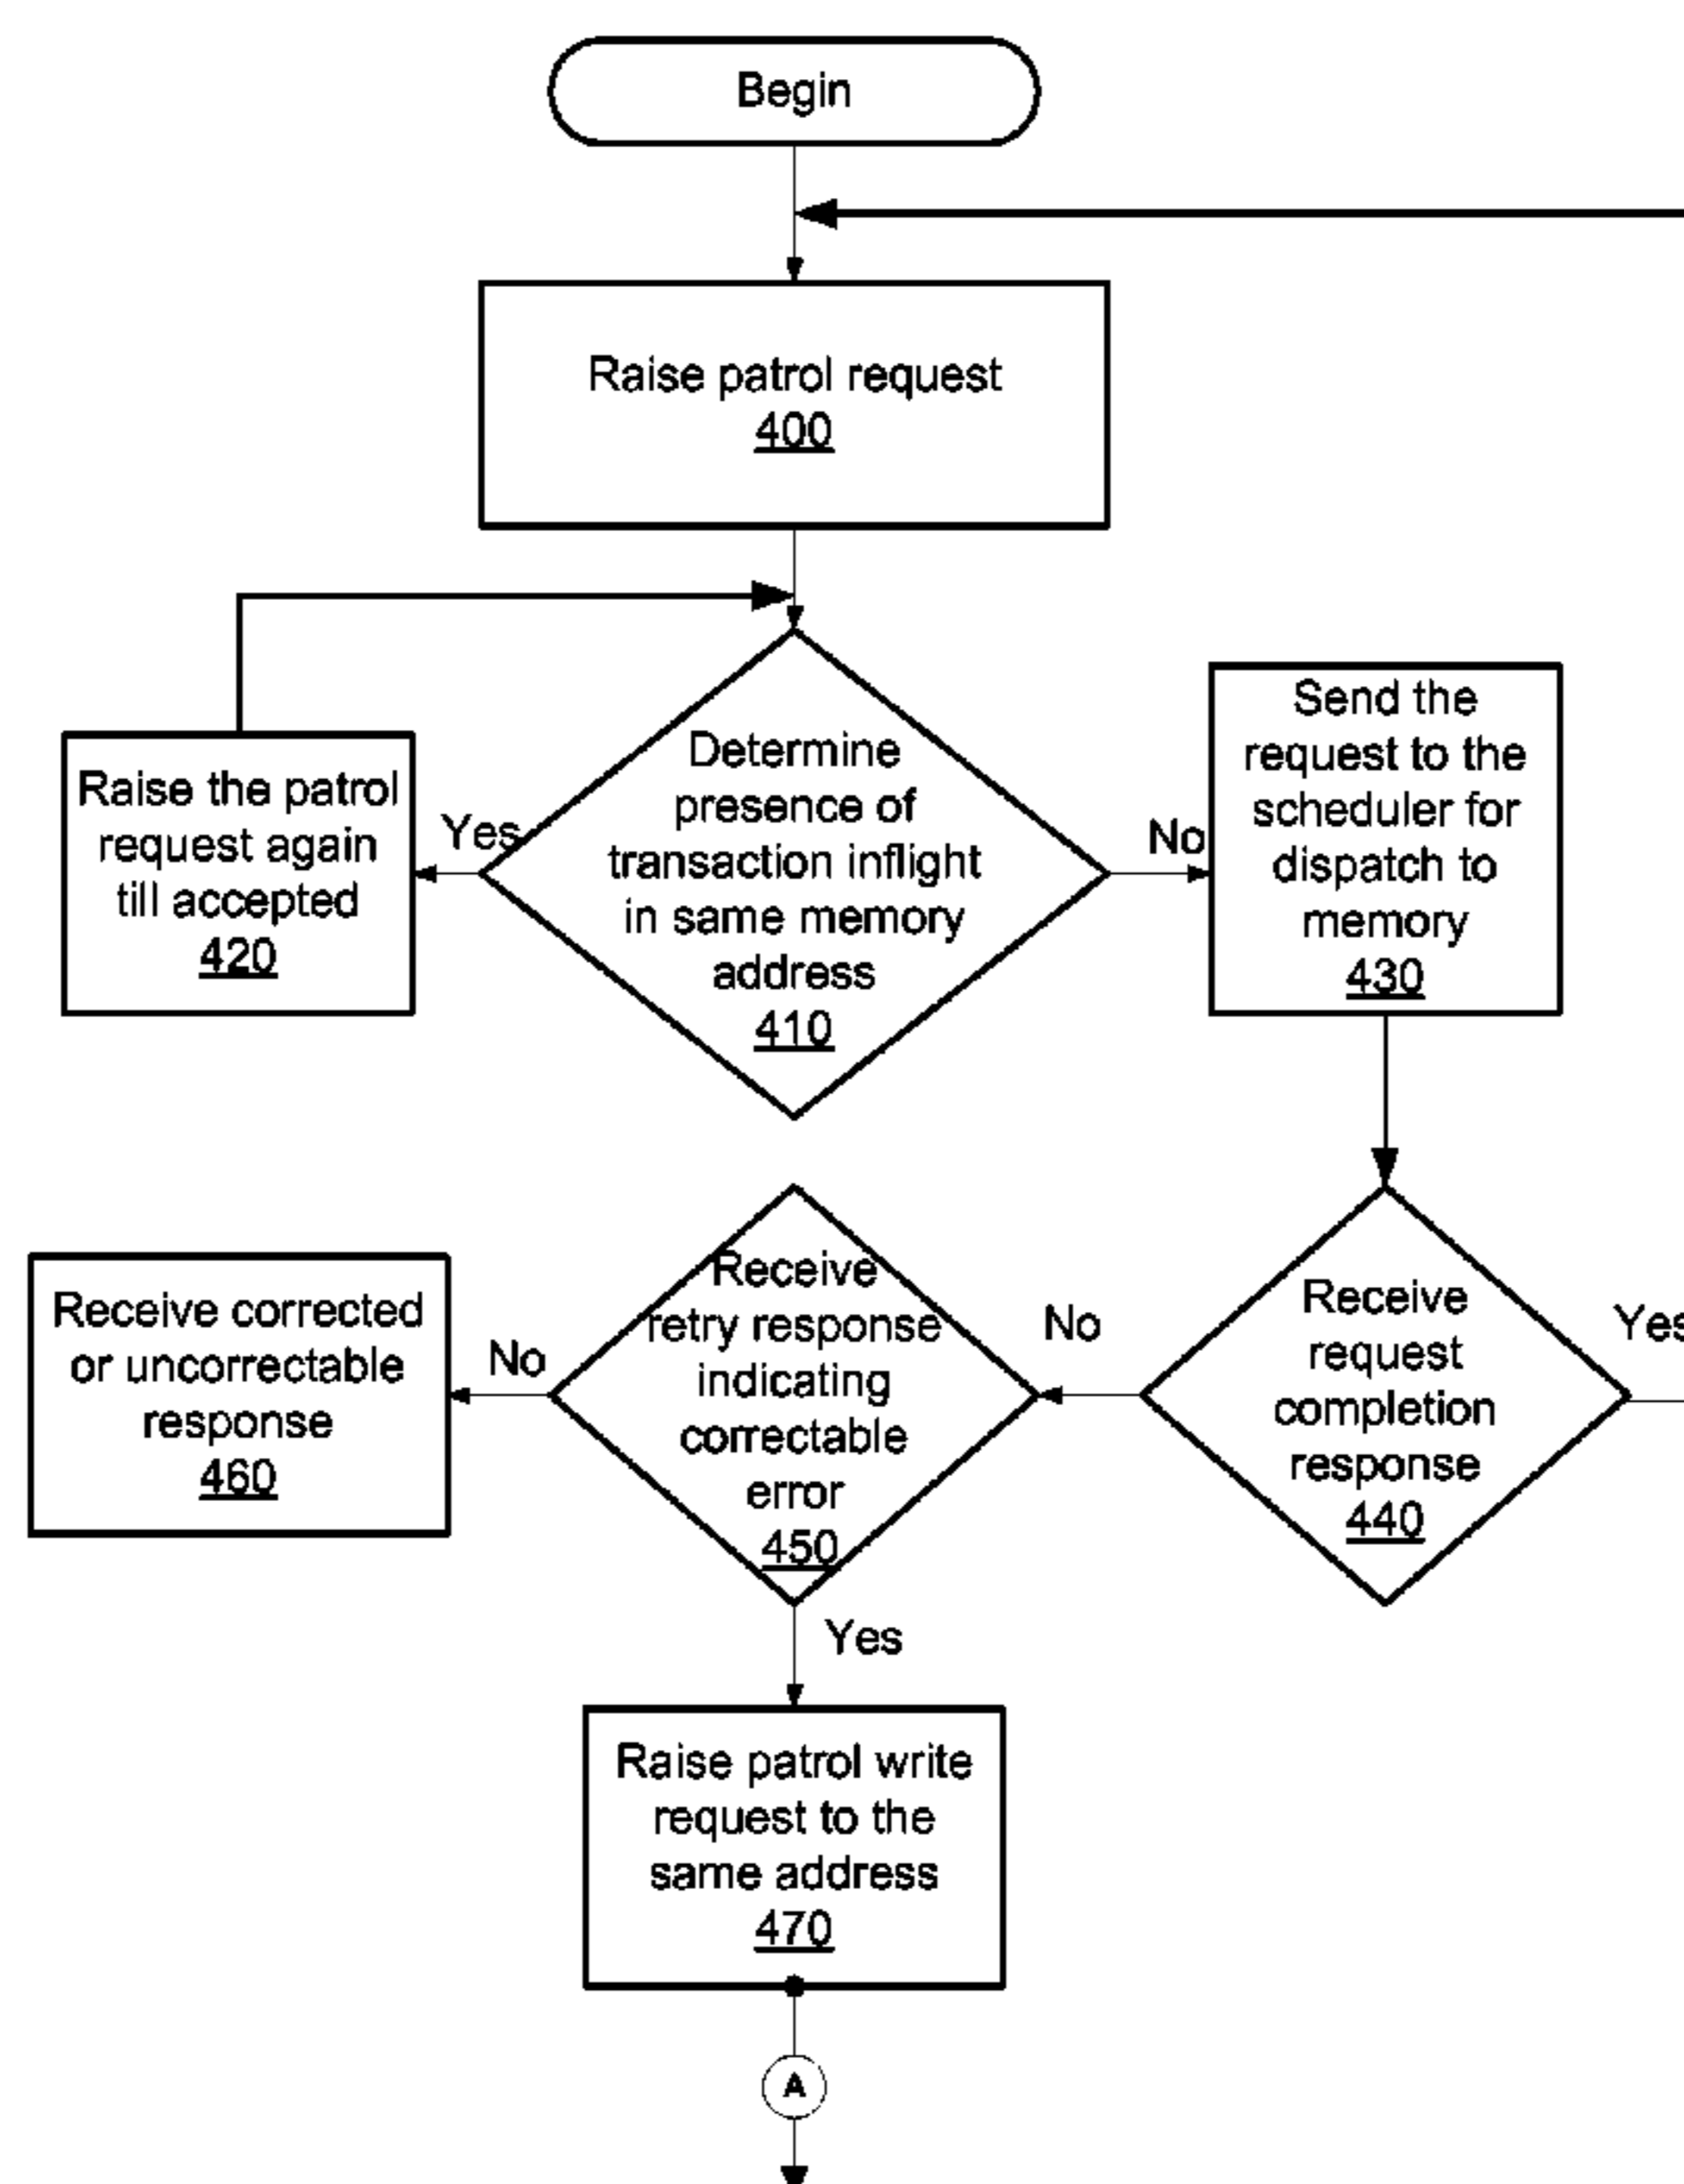 Begin
Raise patrol request
400
Determine
presence of
transaction inflight
in same memory
address
410
Yes
Raise the patrol
request again
till accepted
420
No
Send the
request to the
scheduler for
dispatch to
memory
430
Receive
request
completion
response
440
Yes
No
Receive
retry response
indicating
correctable
error
450
No
Receive corrected
or uncorrectable
response
460
Yes
Raise patrol write
request to the
same address
470
A